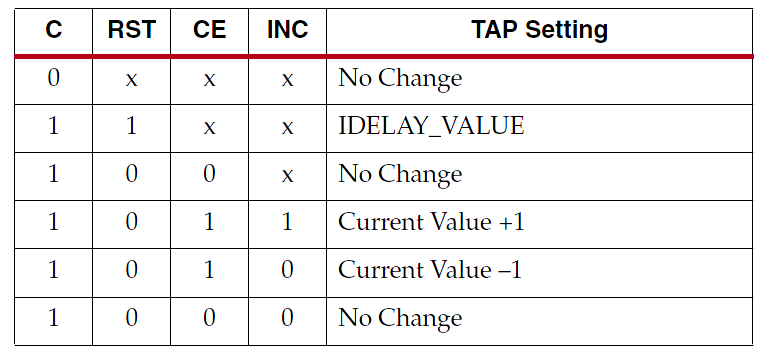 C RST CE INC TAP Setting
0 x x x No Change
1 1 x x IDELAY_VALUE
1 0 0 x No Change
1 0 1 1 Current Value +1
1 0 1 0 Current Value –1
1 0 0 0 No Change